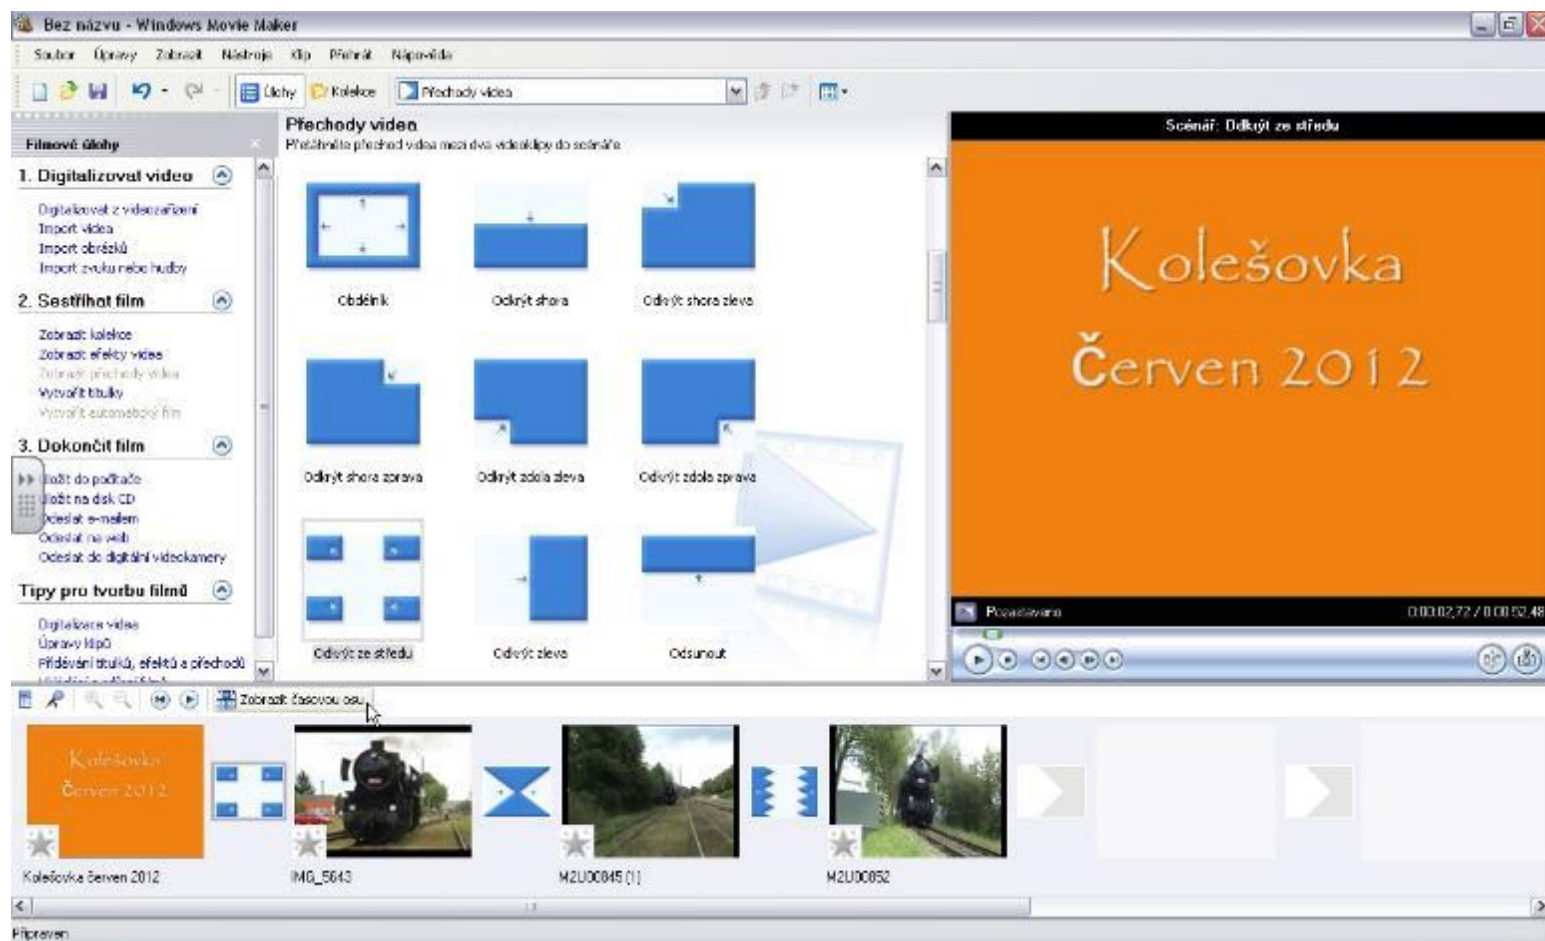 Bez názvu - Windows Movie Maker
Soubor Úpravy Zobrazit Nástroje Klip Přehrát Nápověda
Úlohy Kolekce Přechody videa
Filmové úlohy
1. Digitalizovat video
Digitalizovat z videozařízení
Import videa
Import obrázků
Import zvuku nebo hudby
2. Sestříhat film
Zobrazit kolekce
Zobrazit efekty videa
Zobrazit přechody videa
Vytvořit titulky
Vytvořit automatický film
3. Dokončit film
Uložit do počítače
Uložit na disk CD
Odeslat e-mailem
Odeslat na web
Odeslat do digitální videokamery
Tipy pro tvorbu filmů
Digitalizace videa
Úpravy klipů
Přidávání titulků, efektů a přechodů
Přechody videa
Přetáhněte přechod videa mezi dva videoklipy do scénáře.
Obdélník Odkrýt shora Odkrýt shora zleva
Odkrýt shora zprava Odkrýt zdola zleva Odkrýt zdola zprava
Odkrýt ze středu Odkrýt zleva Odsunout
Scénář: Odkrýt ze středu
Kolešovka
Červen 2012
Pozastaveno 0:00:02,72 / 0:00:52,48
Zobrazit časovou osu
Kolešovka
Červen 2012
Kolešovka červen 2012 IMG_5643 M2U00845 (1) M2U00852
Připraven